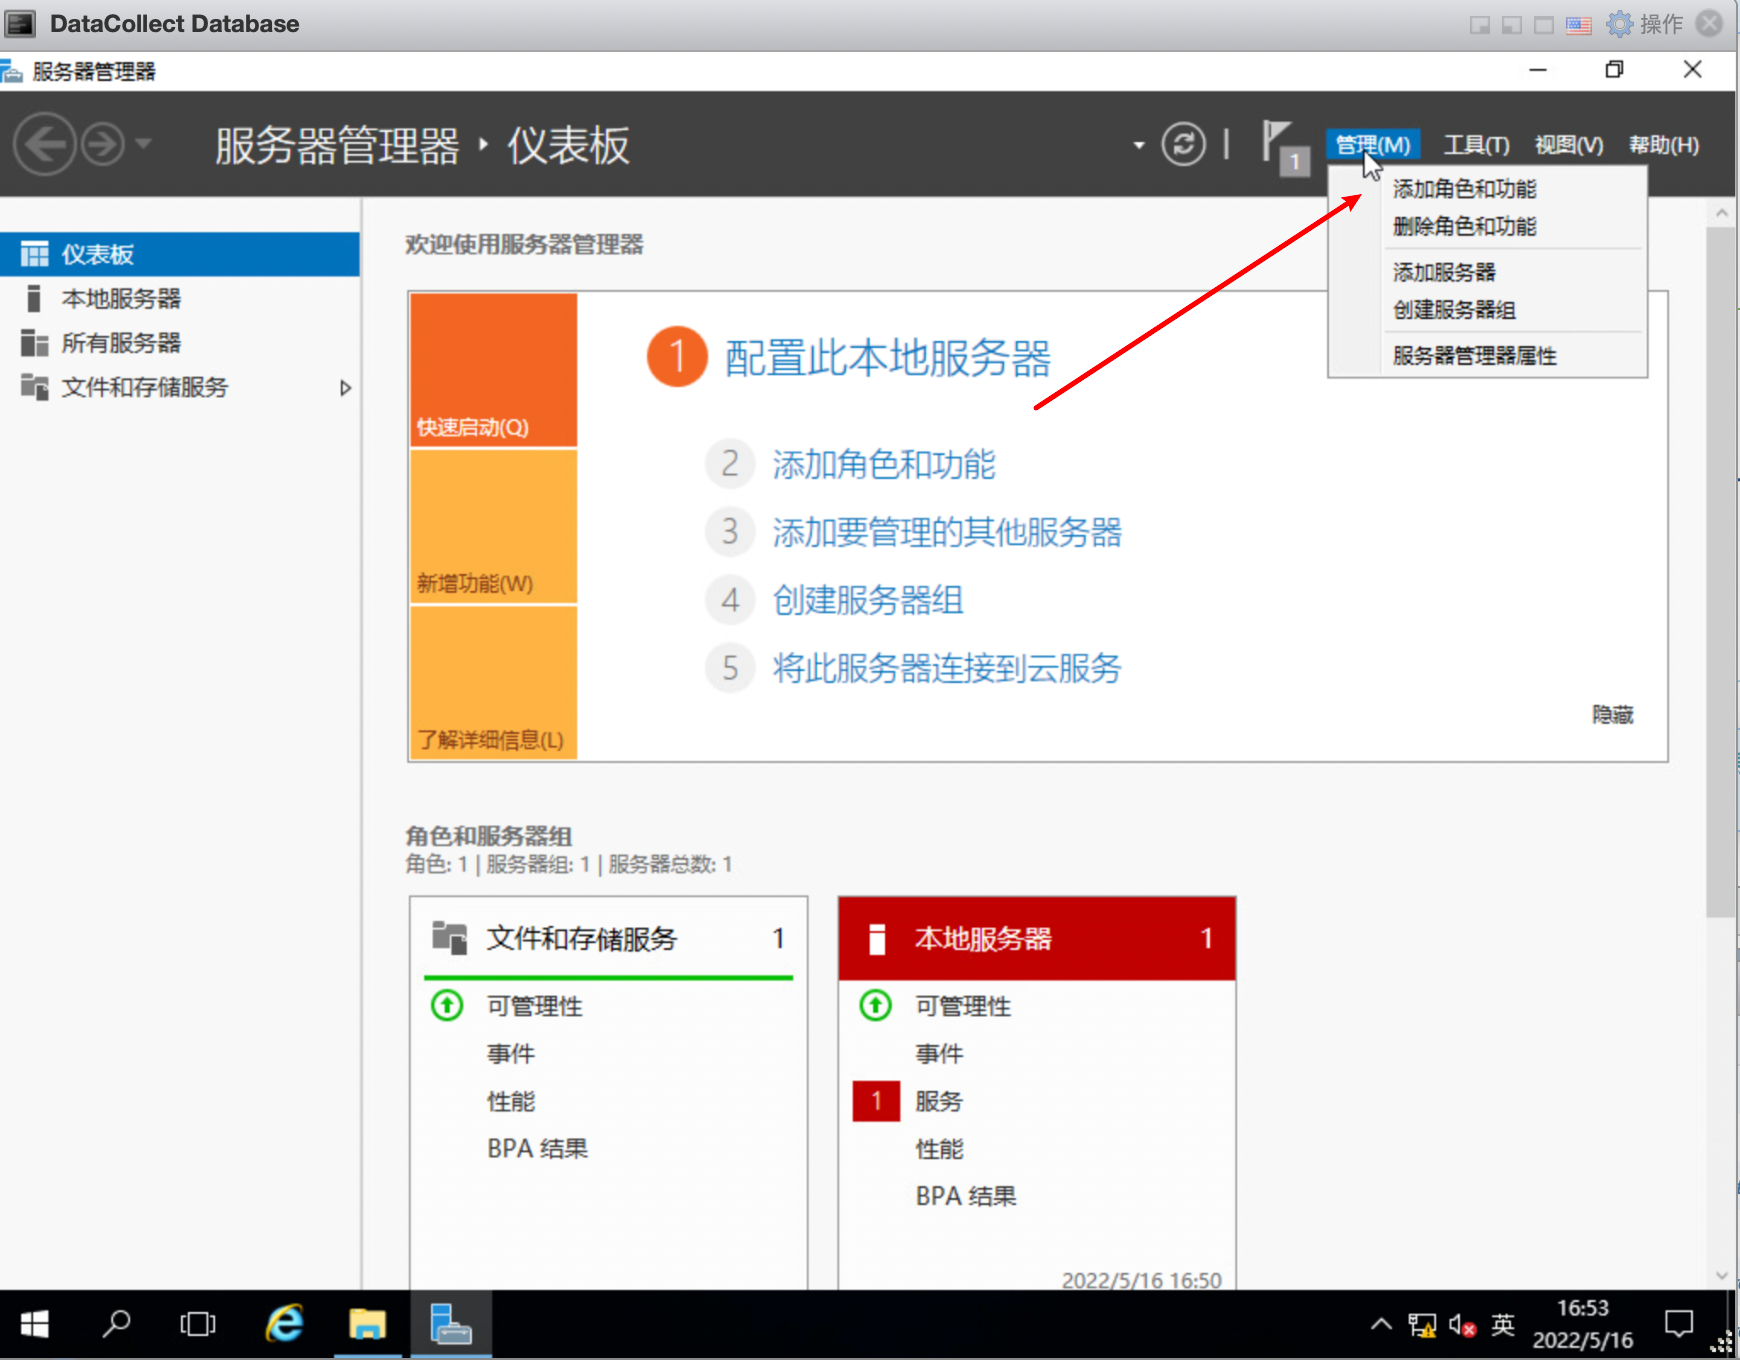 DataCollect Database
操作
服务器管理器
服务器管理器 ‣ 仪表板
1
管理(M) 工具(T) 视图(V) 帮助(H)
添加角色和功能
删除角色和功能
添加服务器
创建服务器组
服务器管理器属性
仪表板
本地服务器
所有服务器
文件和存储服务
欢迎使用服务器管理器
快速启动(Q)
新增功能(W)
了解详细信息(L)
1 配置此本地服务器
2 添加角色和功能
3 添加要管理的其他服务器
4 创建服务器组
5 将此服务器连接到云服务
隐藏
角色和服务器组
角色: 1 | 服务器组: 1 | 服务器总数: 1
文件和存储服务 1
可管理性
事件
性能
BPA 结果
本地服务器 1
可管理性
事件
1 服务
性能
BPA 结果
2022/5/16 16:50
英
16:53
2022/5/16